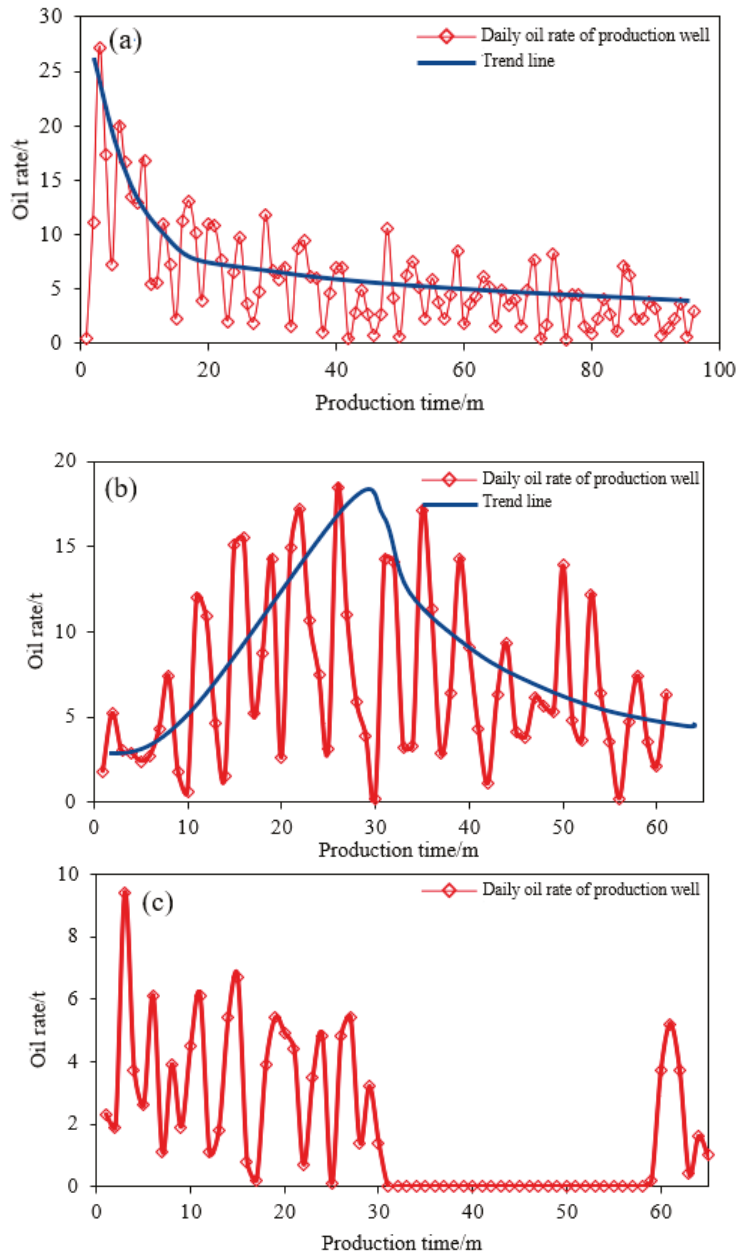 (a)
Daily oil rate of production well
Trend line
Oil rate/t
30
25
20
15
10
5
0
0 20 40 60 80 100
Production time/m
(b)
Daily oil rate of production well
Trend line
Oil rate/t
20
15
10
5
0
0 10 20 30 40 50 60
Production time/m
(c)
Daily oil rate of production well
Oil rate/t
10
8
6
4
2
0
0 10 20 30 40 50 60
Production time/m